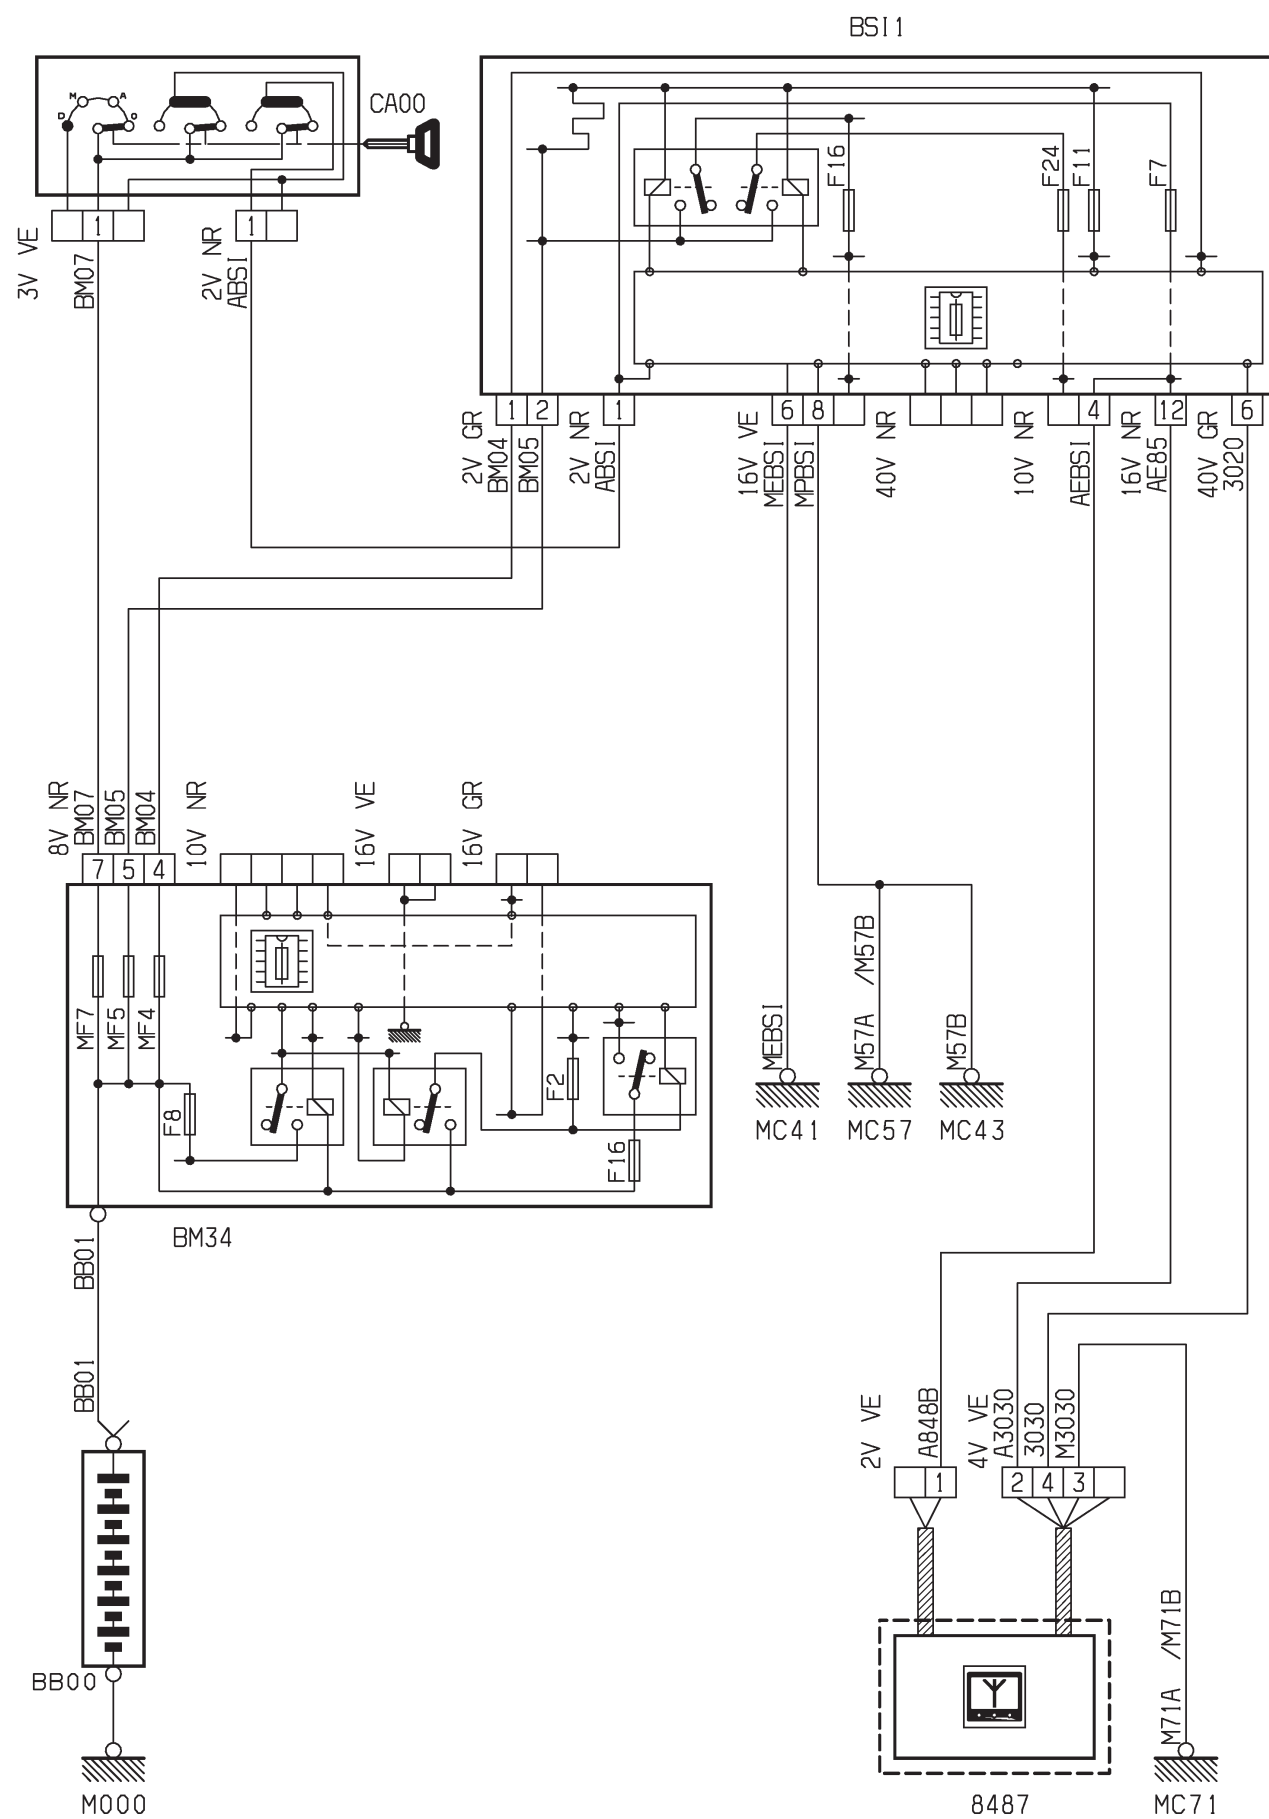 BSI1
CA00
M A
D O
F16
F24
F11
F7
1
1
3V VE
BM07
2V NR
ABSI
1 2
1
6 8
4
12
6
2V GR
BM04
BM05
2V NR
ABSI
16V VE
MEBSI
MPBSI
40V NR
10V NR
AEBSI
16V NR
AE85
40V GR
3020
8V NR
BM07
BM05
BM04
10V NR
16V VE
16V GR
7 5 4
MF7
MF5
MF4
F8
F2
F16
BM34
MEBSI
M57A /M57B
M57B
MC41
MC57
MC43
BB01
BB01
BB00
M000
2V VE
A848B
4V VE
A3030
3030
M3030
1
2 4 3
M71A /M71B
8487
MC71